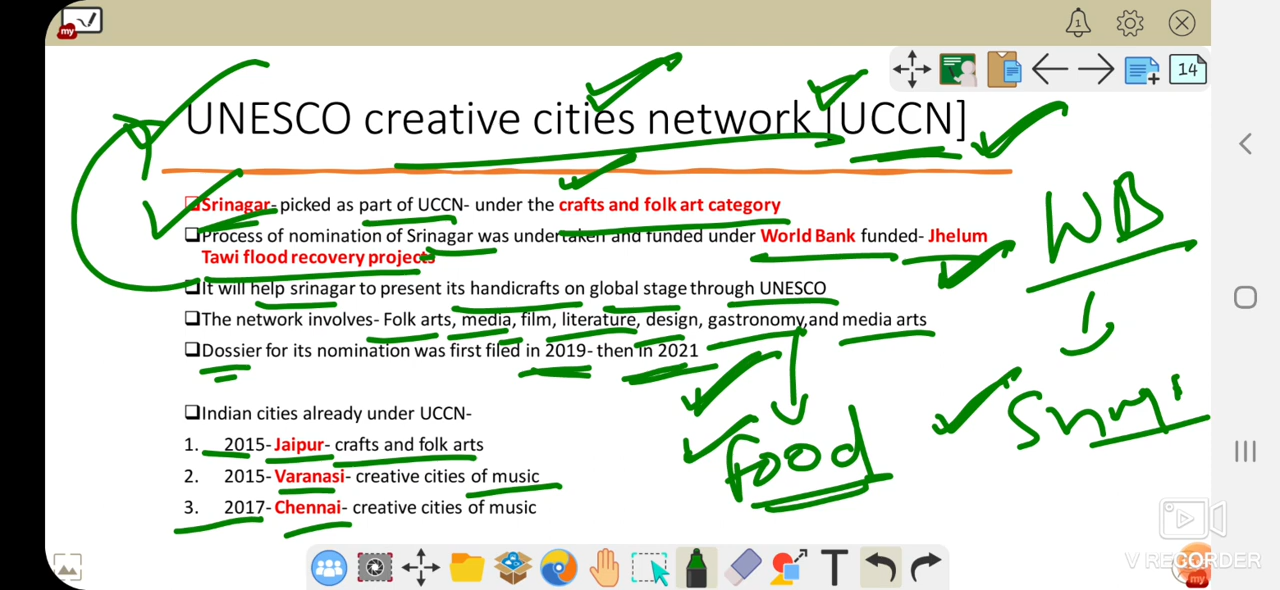 my
1
14
UNESCO creative cities network [UCCN]
Srinagar- picked as part of UCCN- under the crafts and folk art category
Process of nomination of Srinagar was undertaken and funded under World Bank funded- Jhelum
Tawi flood recovery projects
It will help srinagar to present its handicrafts on global stage through UNESCO
The network involves- Folk arts, media, film, literature, design, gastronomy and media arts
Dossier for its nomination was first filed in 2019- then in 2021
WB
food
Indian cities already under UCCN-
1. 2015- Jaipur- crafts and folk arts
2. 2015- Varanasi- creative cities of music
3. 2017- Chennai- creative cities of music
V RECORDER
my
T